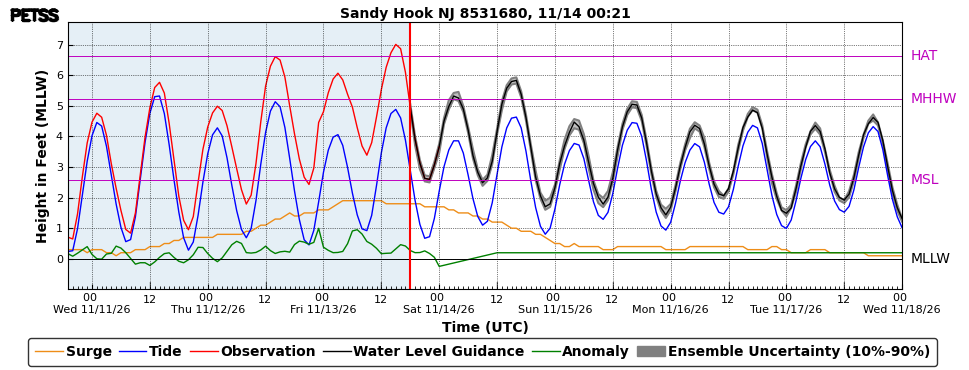 PETSS
Sandy Hook NJ 8531680, 11/14 00:21
Height in Feet (MLLW)
7
6
5
4
3
2
1
0
HAT
MHHW
MSL
MLLW
00 12 00 12 00 12 00 12 00 12 00 12 00 12 00
Wed 11/11/26 Thu 11/12/26 Fri 11/13/26 Sat 11/14/26 Sun 11/15/26 Mon 11/16/26 Tue 11/17/26 Wed 11/18/26
Time (UTC)
Surge Tide Observation Water Level Guidance Anomaly Ensemble Uncertainty (10%-90%)